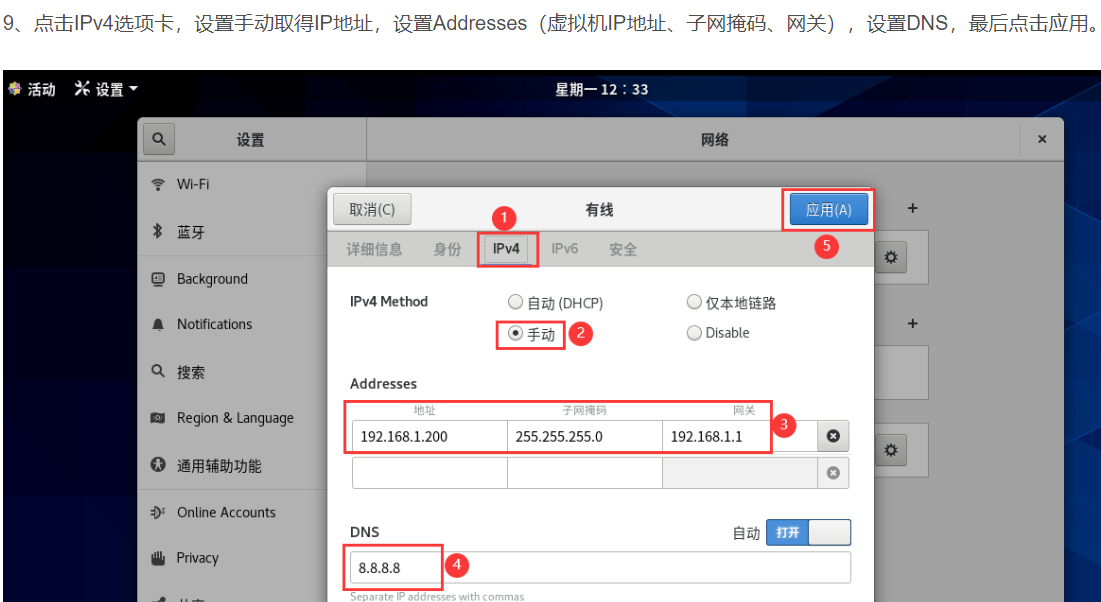 9、点击IPv4选项卡，设置手动取得IP地址，设置Addresses（虚拟机IP地址、子网掩码、网关），设置DNS，最后点击应用。
活动 设置 星期一 12：33
设置 网络
Wi-Fi
蓝牙
Background
Notifications
搜索
Region & Language
通用辅助功能
Online Accounts
Privacy
取消(C) 有线 应用(A)
1
5
详细信息 身份 IPv4 IPv6 安全
IPv4 Method 自动 (DHCP) 仅本地链路
手动 2 Disable
Addresses
地址 子网掩码 网关
192.168.1.200 255.255.255.0 192.168.1.1 3
DNS 自动 打开
8.8.8.8 4
Separate IP addresses with commas